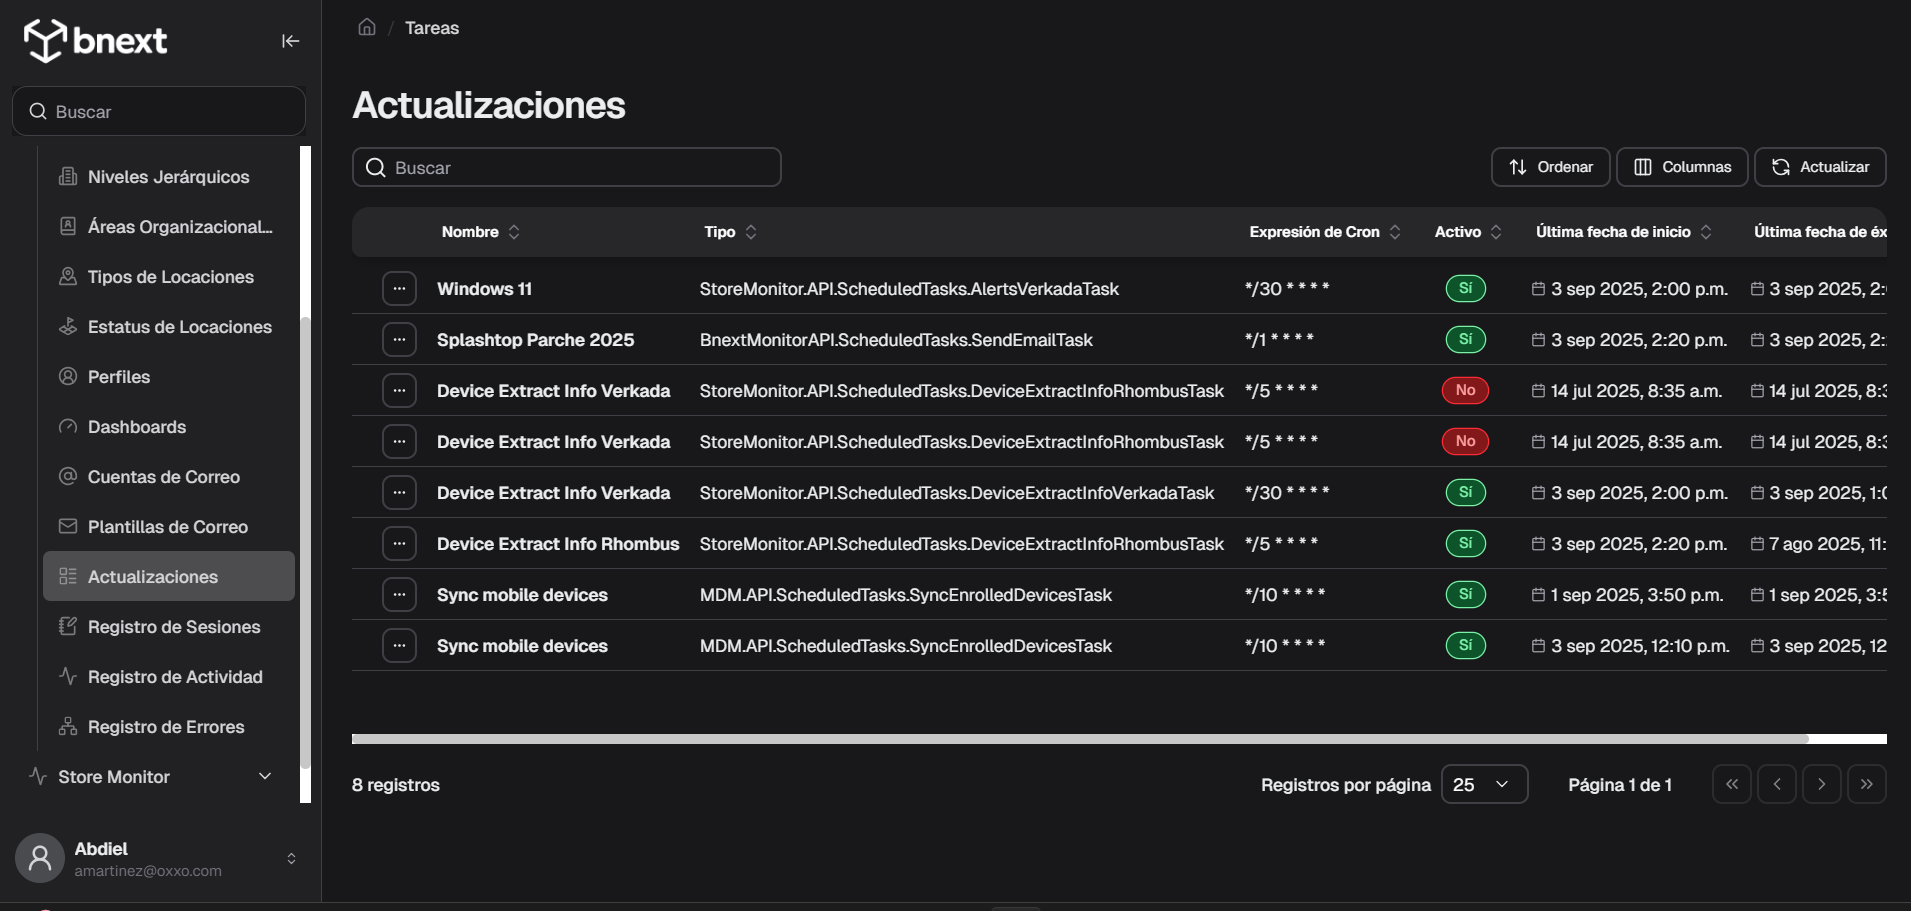 bnext
Buscar
Niveles Jerárquicos
Áreas Organizacional...
Tipos de Locaciones
Estatus de Locaciones
Perfiles
Dashboards
Cuentas de Correo
Plantillas de Correo
Actualizaciones
Registro de Sesiones
Registro de Actividad
Registro de Errores
Store Monitor
Abdiel
amartinez@oxxo.com
/ Tareas
Actualizaciones
Buscar
Ordenar Columnas Actualizar
Nombre Tipo Expresión de Cron Activo Última fecha de inicio Última fecha de éx
Windows 11 StoreMonitor.API.ScheduledTasks.AlertsVerkadaTask */30 * * * * Sí 3 sep 2025, 2:00 p.m. 3 sep 2025, 2:
Splashtop Parche 2025 BnextMonitorAPI.ScheduledTasks.SendEmailTask */1 * * * * Sí 3 sep 2025, 2:20 p.m. 3 sep 2025, 2:
Device Extract Info Verkada StoreMonitor.API.ScheduledTasks.DeviceExtractInfoRhombusTask */5 * * * * No 14 jul 2025, 8:35 a.m. 14 jul 2025, 8:3
Device Extract Info Verkada StoreMonitor.API.ScheduledTasks.DeviceExtractInfoRhombusTask */5 * * * * No 14 jul 2025, 8:35 a.m. 14 jul 2025, 8:3
Device Extract Info Verkada StoreMonitor.API.ScheduledTasks.DeviceExtractInfoVerkadaTask */30 * * * * Sí 3 sep 2025, 2:00 p.m. 3 sep 2025, 1:0
Device Extract Info Rhombus StoreMonitor.API.ScheduledTasks.DeviceExtractInfoRhombusTask */5 * * * * Sí 3 sep 2025, 2:20 p.m. 7 ago 2025, 11:
Sync mobile devices MDM.API.ScheduledTasks.SyncEnrolledDevicesTask */10 * * * * Sí 1 sep 2025, 3:50 p.m. 1 sep 2025, 3:5
Sync mobile devices MDM.API.ScheduledTasks.SyncEnrolledDevicesTask */10 * * * * Sí 3 sep 2025, 12:10 p.m. 3 sep 2025, 12
8 registros Registros por página 25 Página 1 de 1